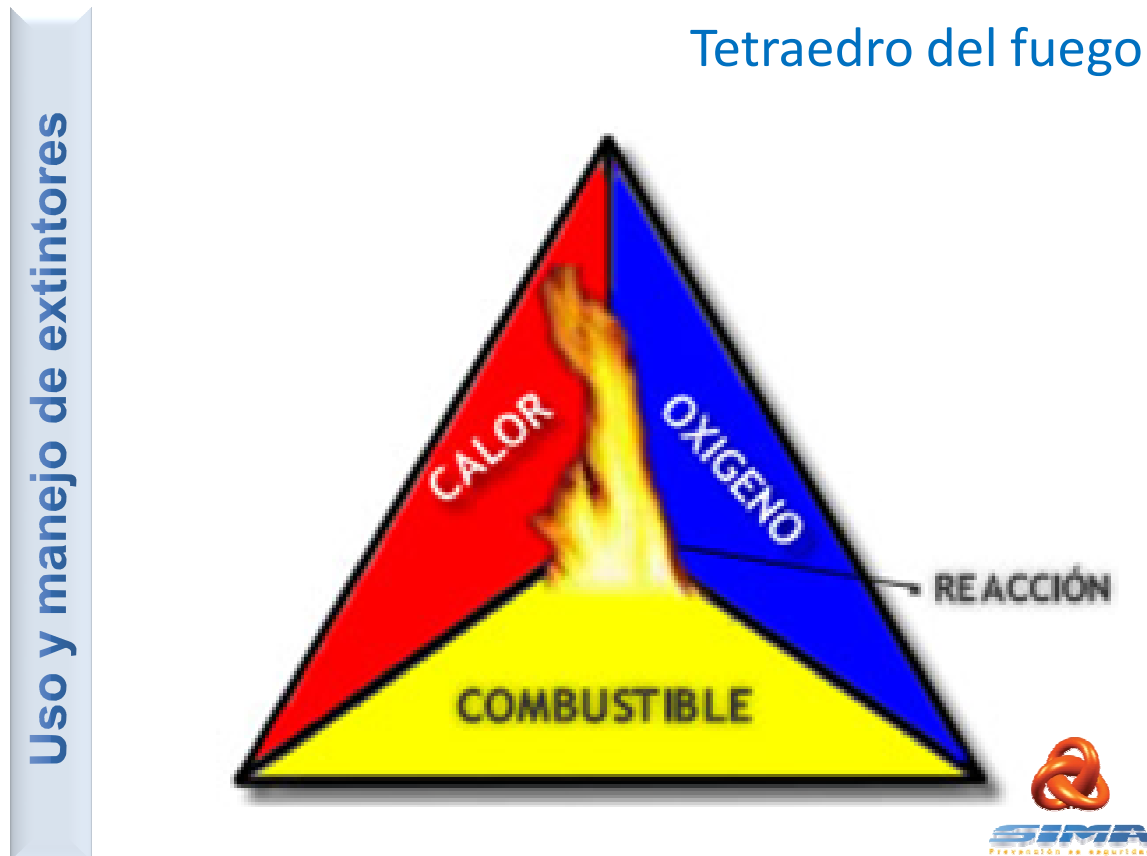 Tetraedro del fuego
Uso y manejo de extintores
CALOR
OXIGENO
REACCIÓN
COMBUSTIBLE
SIMA